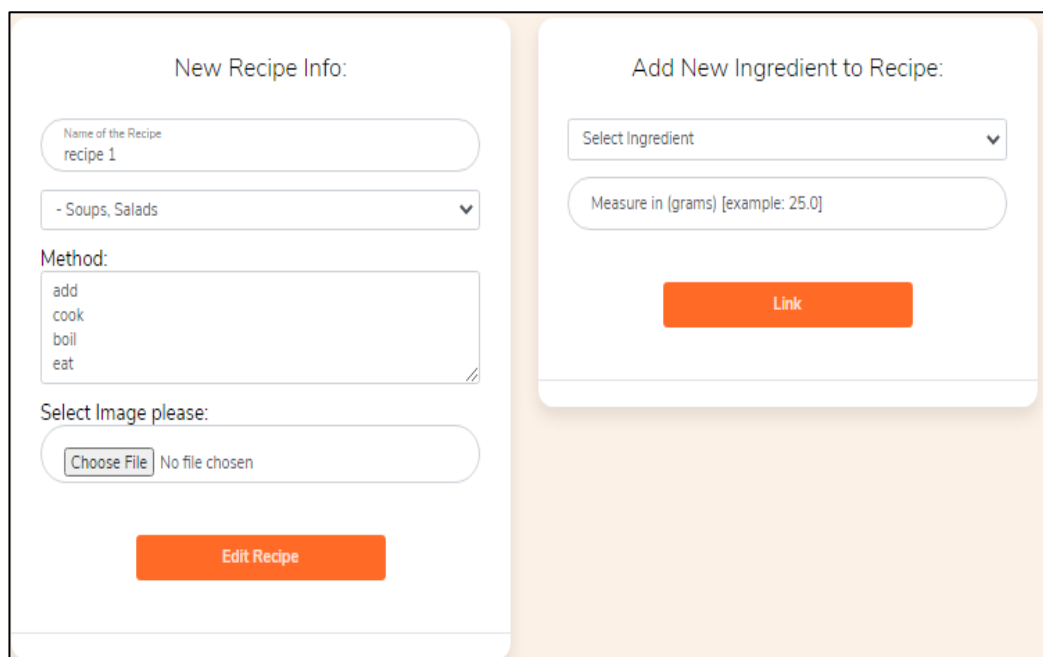 New Recipe Info:
Name of the Recipe
recipe 1
- Soups, Salads
Method:
add
cook
boil
eat
Select Image please:
Choose File No file chosen
Edit Recipe
Add New Ingredient to Recipe:
Select Ingredient
Measure in (grams) [example: 25.0]
Link